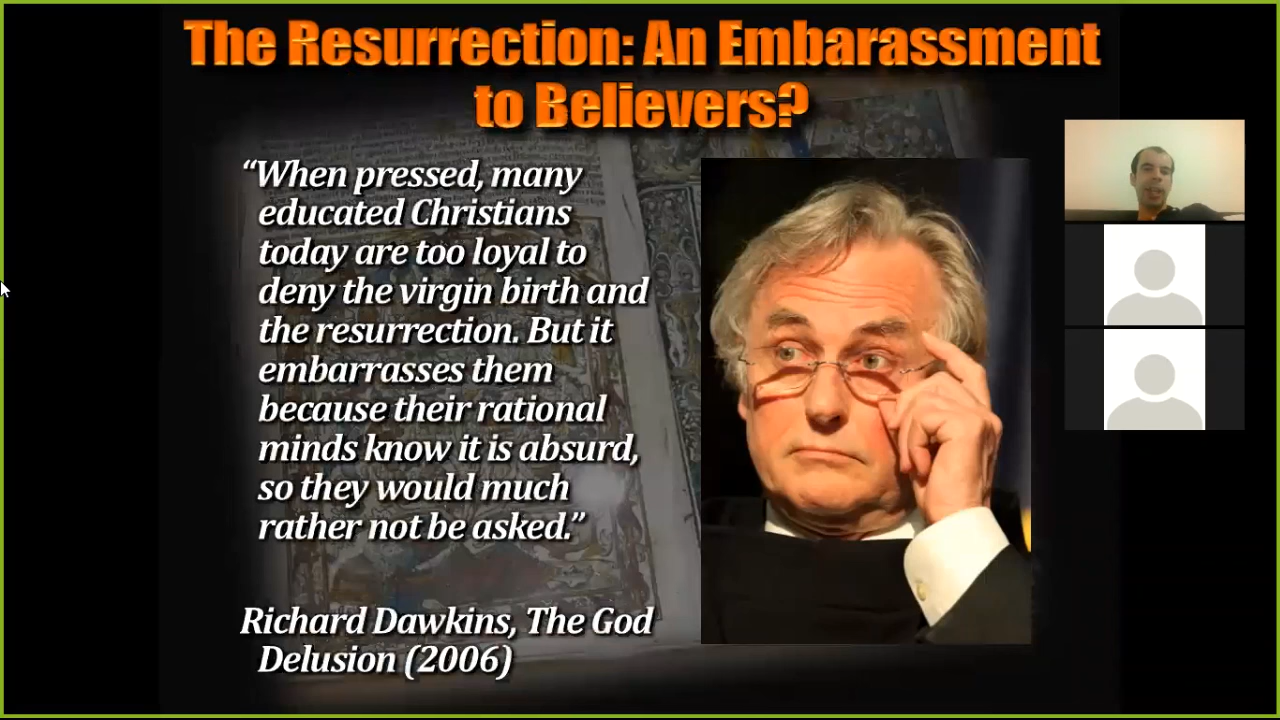 The Resurrection: An Embarassment
to Believers?
“When pressed, many
educated Christians
today are too loyal to
deny the virgin birth and
the resurrection. But it
embarrasses them
because their rational
minds know it is absurd,
so they would much
rather not be asked.”
Richard Dawkins, The God
Delusion (2006)